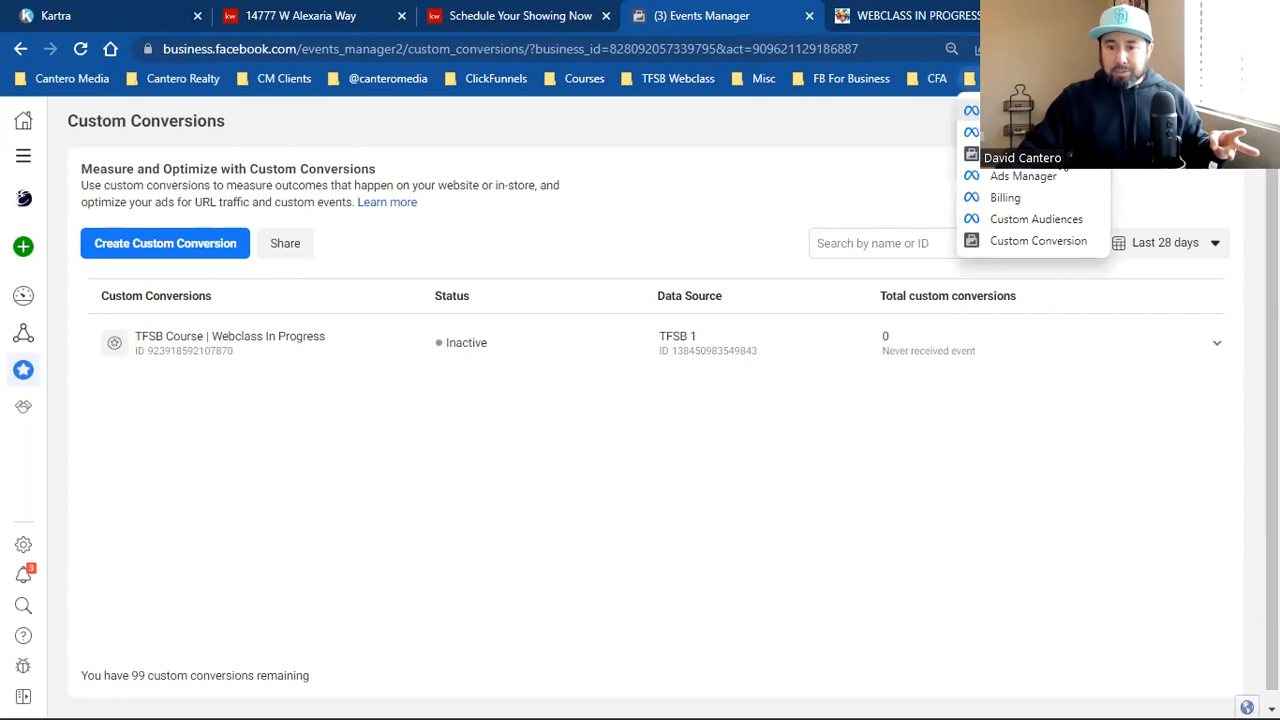 Kartra
14777 W Alexaria Way
Schedule Your Showing Now
(3) Events Manager
WEBCLASS IN PROGRESS
business.facebook.com/events_manager2/custom_conversions/?business_id=828092057339795&act=909621129186887
Cantero Media
Cantero Realty
CM Clients
@canteromedia
ClickFunnels
Courses
TFSB Webclass
Misc
FB For Business
CFA
David Cantero
Ads Manager
Billing
Custom Audiences
Custom Conversion
Custom Conversions
Measure and Optimize with Custom Conversions
Use custom conversions to measure outcomes that happen on your website or in-store, and
optimize your ads for URL traffic and custom events. Learn more
Create Custom Conversion
Share
Search by name or ID
Last 28 days
Custom Conversions
Status
Data Source
Total custom conversions
TFSB Course | Webclass In Progress
ID 923918592107870
Inactive
TFSB 1
ID 138450983549843
0
Never received event
3
You have 99 custom conversions remaining